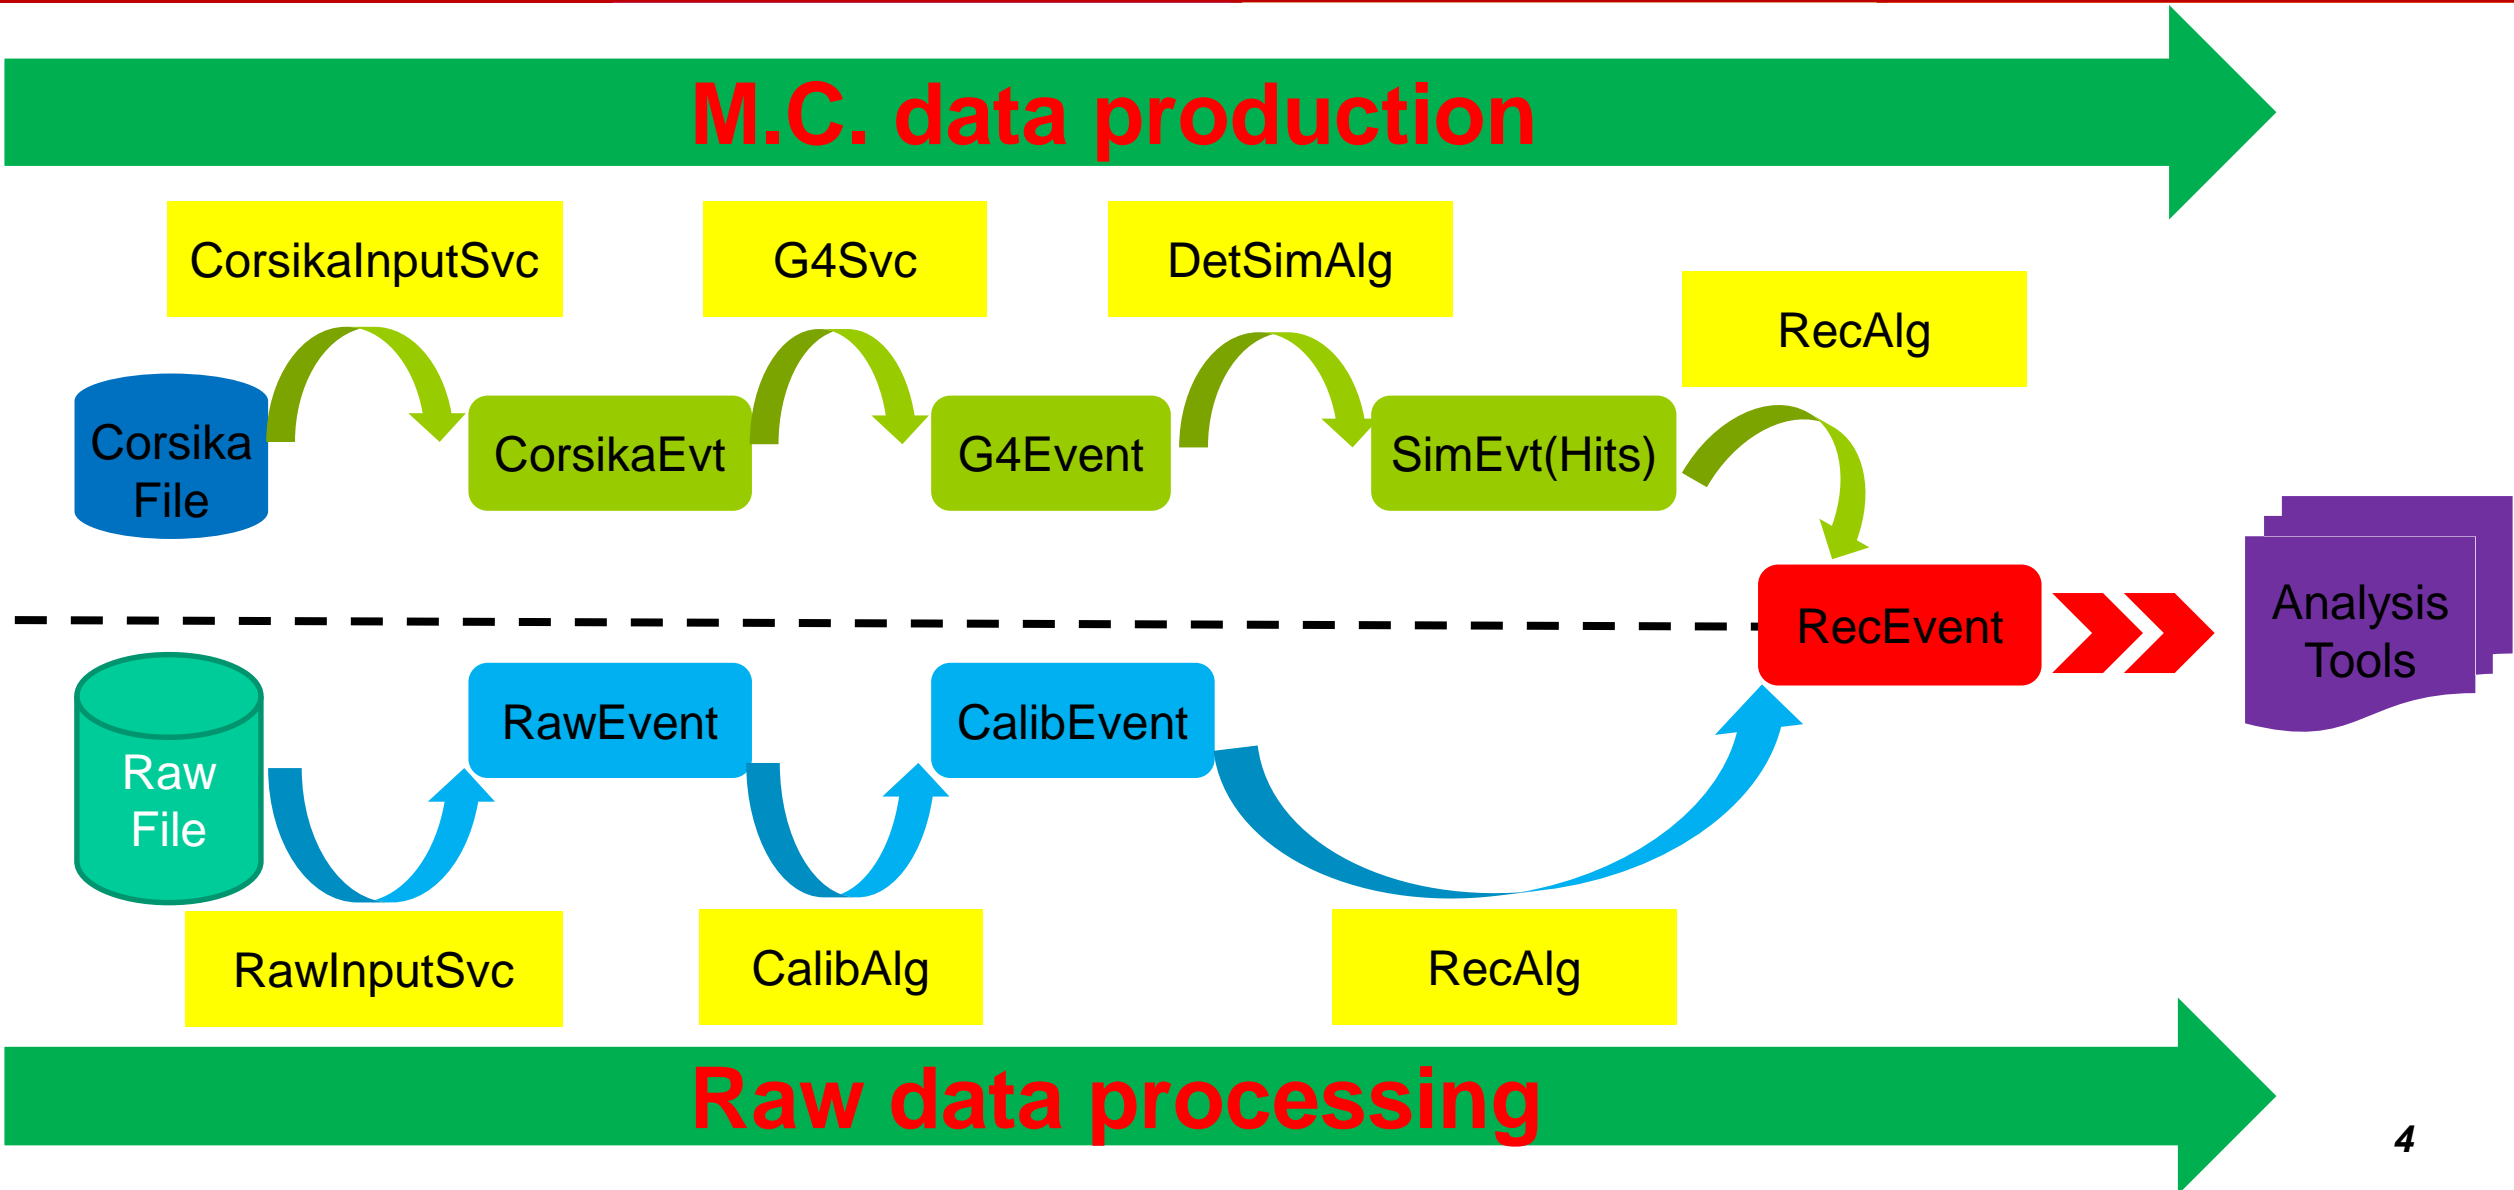 M.C. data production
CorsikaInputSvc
G4Svc
DetSimAlg
RecAlg
Corsika
File
CorsikaEvt
G4Event
SimEvt(Hits)
RecEvent
Analysis
Tools
Raw
File
RawEvent
CalibEvent
RawInputSvc
CalibAlg
RecAlg
Raw data processing
4